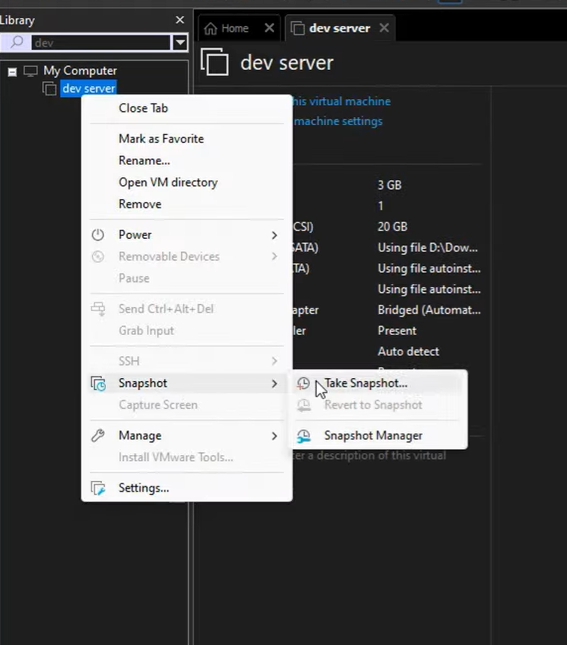 Library
Home
dev server
dev
dev server
My Computer
dev server
Close Tab
Mark as Favorite
Rename...
Open VM directory
Remove
Power
Removable Devices
Pause
Send Ctrl+Alt+Del
Grab Input
SSH
Snapshot
Capture Screen
Manage
Install VMware Tools...
Settings...
Take Snapshot...
Revert to Snapshot
Snapshot Manager
this virtual machine
machine settings
3 GB
1
CSI) 20 GB
SATA) Using file D:\Dow...
TA) Using file autoinst...
Using file autoinst...
apter Bridged (Automat...
ler Present
Auto detect
er a description of this virtual